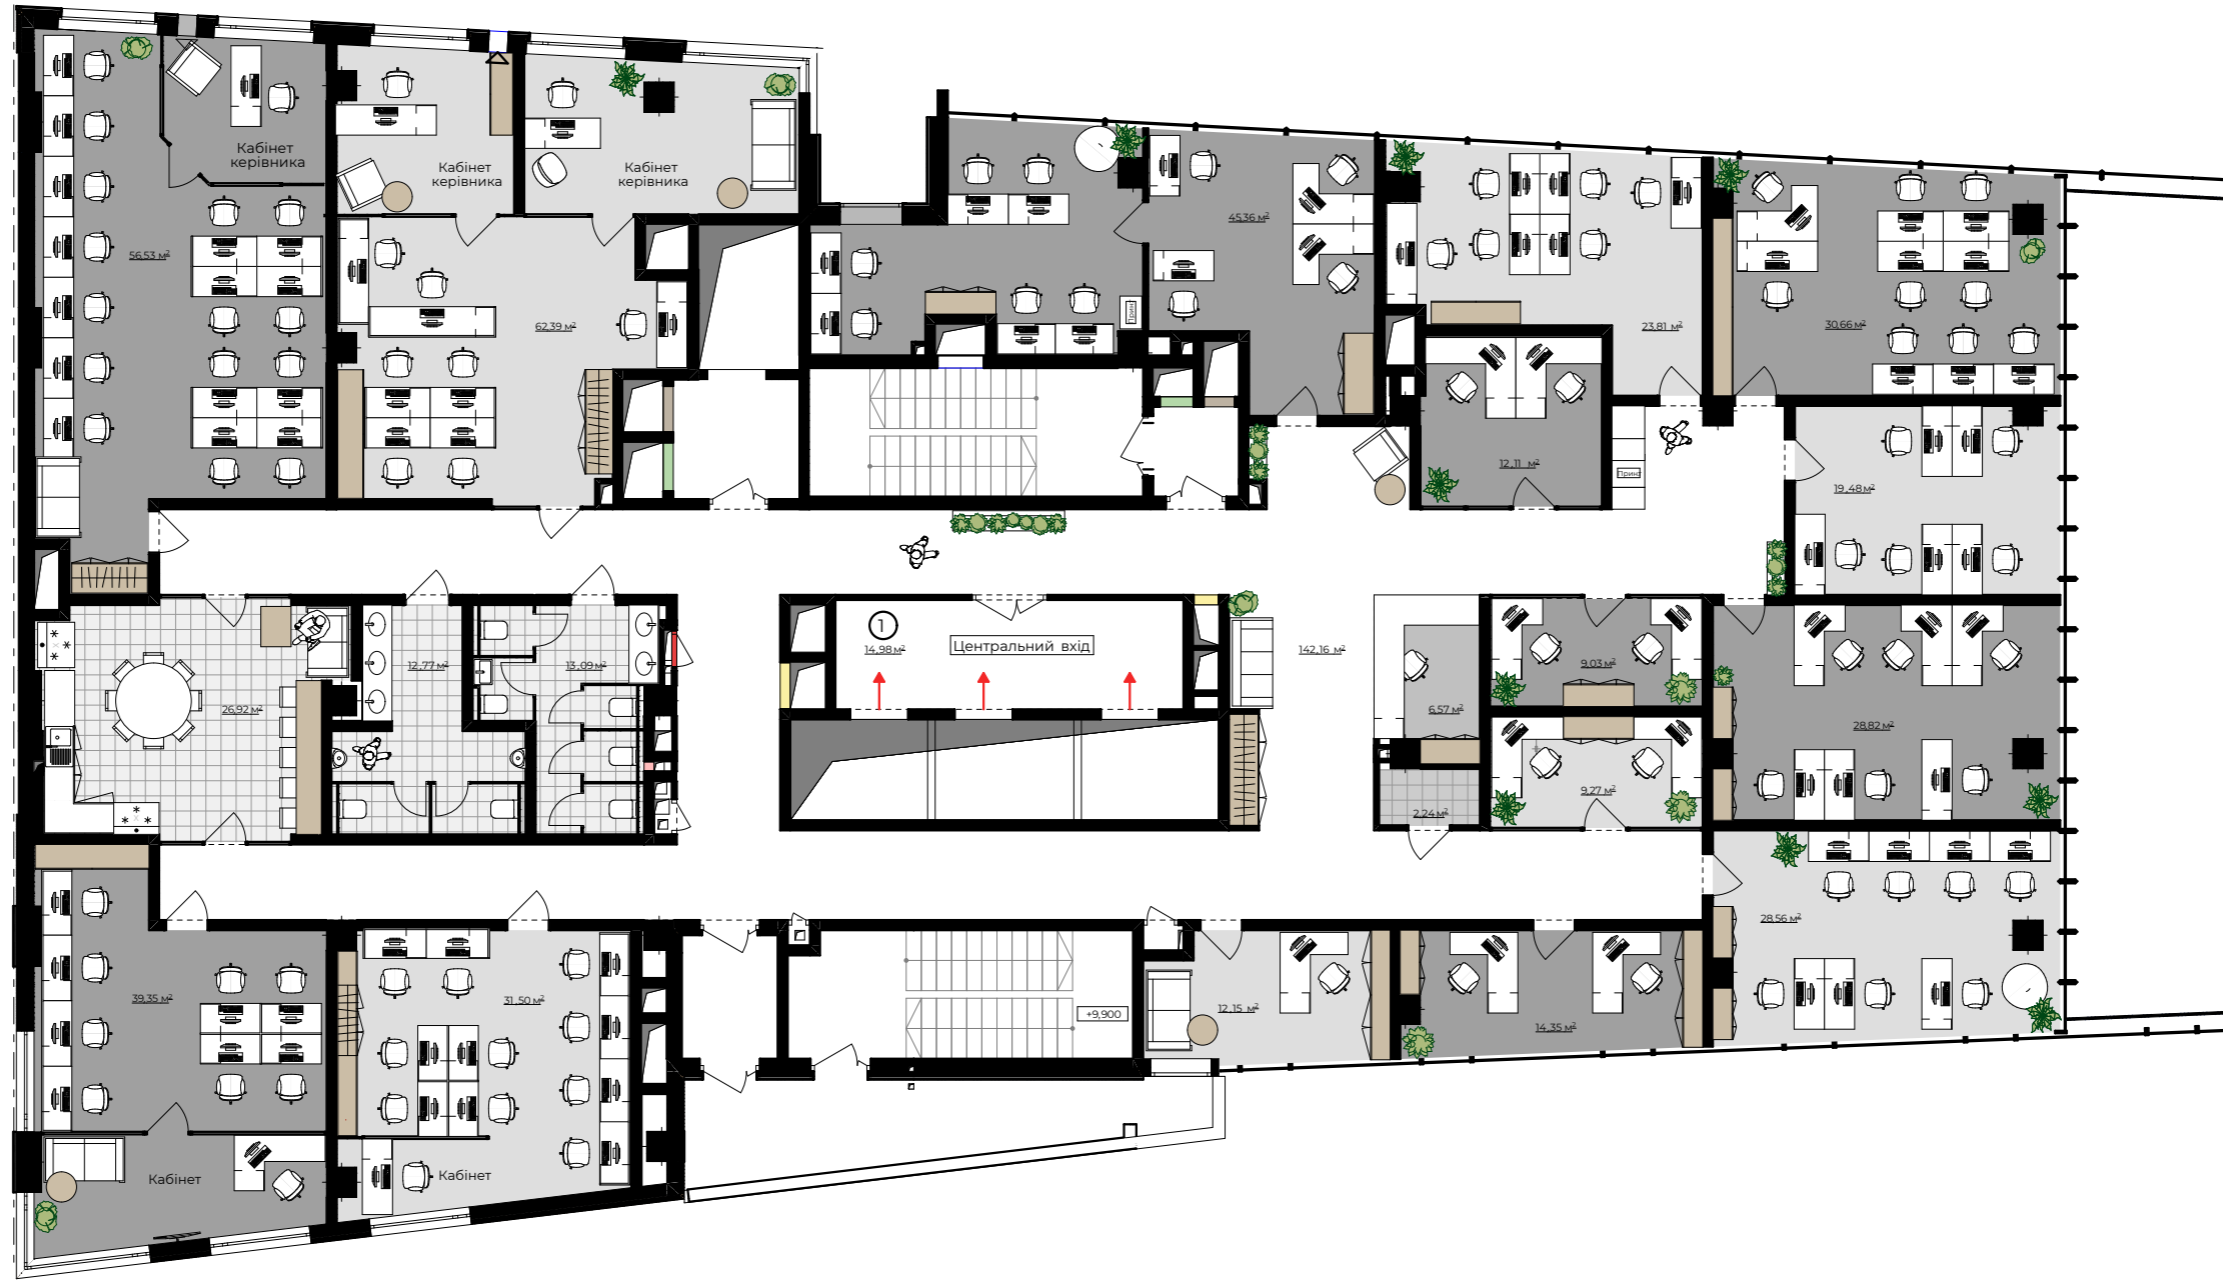 Кабінет
керівника
Кабінет
керівника
Кабінет
керівника
56,53 м²
62,39 м²
45,36 м²
Принт
23,81 м²
30,66 м²
12,11 м²
Принт
19,48 м²
1
14,98 м²
Центральний вхід
142,16 м²
12,77 м²
13,09 м²
26,92 м²
6,57 м²
9,03 м²
9,27 м²
28,82 м²
2,24 м²
28,56 м²
39,35 м²
31,50 м²
+9,900
12,15 м²
14,35 м²
Кабінет
Кабінет